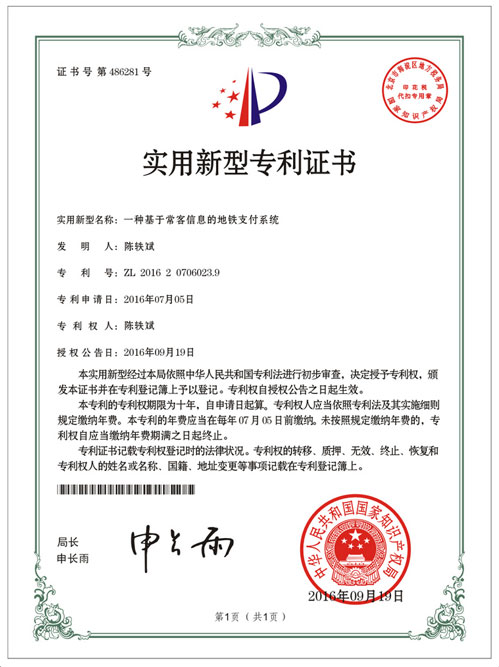 证书号第486281号
北京市海淀区地方税务局
印花税
代扣专用章
国家知识产权局
实用新型专利证书
实用新型名称：一种基于常客信息的地铁支付系统
发明人：陈轶斌
专利号：ZL 2016 2 0706023.9
专利申请日：2016年07月05日
专利权人：陈轶斌
授权公告日：2016年09月19日
本实用新型经过本局依照中华人民共和国专利法进行初步审查，决定授予专利权，颁
发本证书并在专利登记簿上予以登记。专利权自授权公告之日起生效。
本专利的专利权期限为十年，自申请日起算。专利权人应当依照专利法及其实施细则
规定缴纳年费。本专利的年费应当在每年07月05日前缴纳。未按照规定缴纳年费的，专
利权自应当缴纳年费期满之日起终止。
专利证书记载专利权登记时的法律状况。专利权的转移、质押、无效、终止、恢复和
专利权人的姓名或名称、国籍、地址变更等事项记载在专利登记簿上。
局长
申长雨
申长雨
中华人民共和国国家知识产权局
2016年09月19日
第1页（共1页）